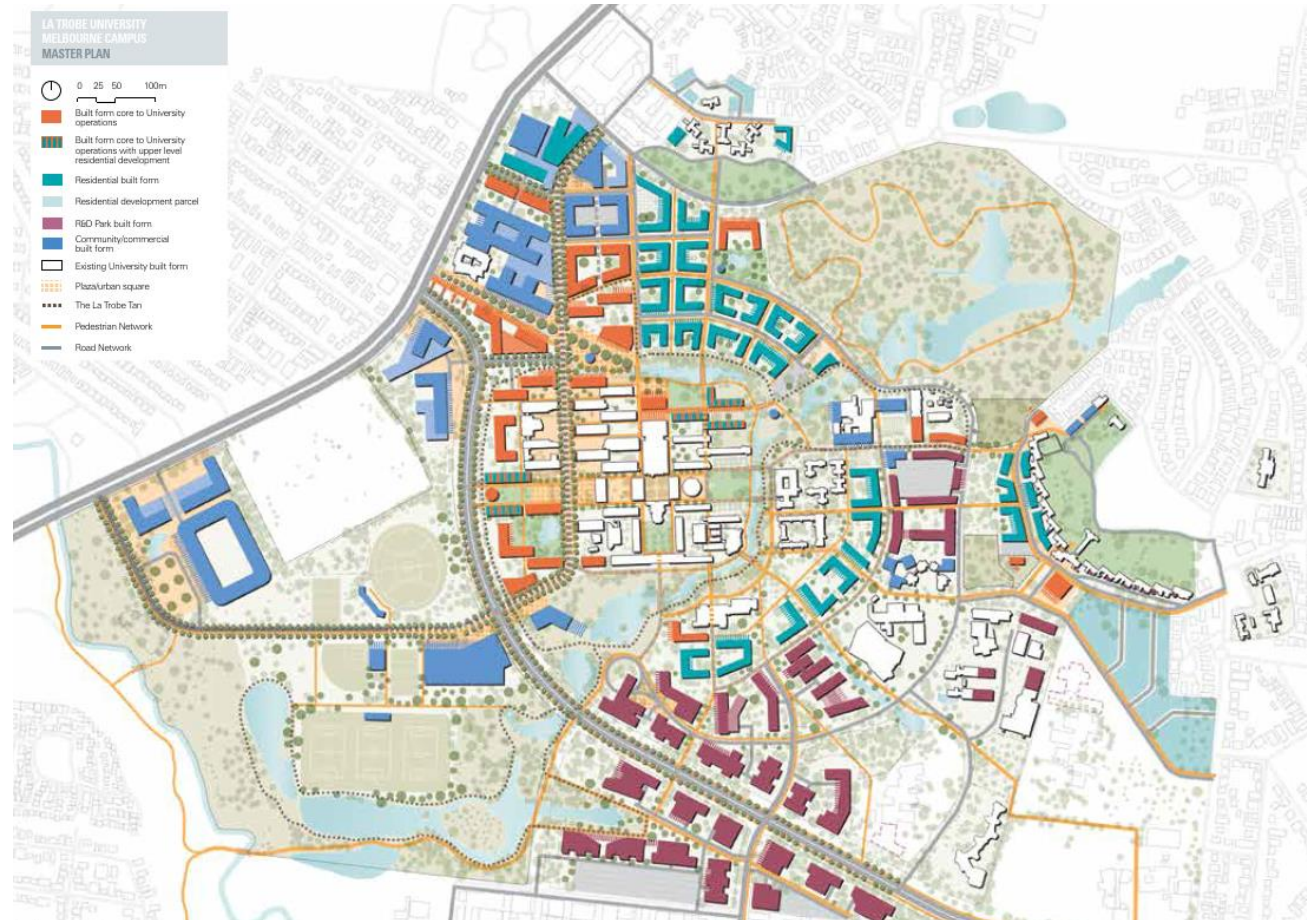 LA TROBE UNIVERSITY
MELBOURNE CAMPUS
MASTER PLAN
0 25 50 100m
Built form core to University
operations
Built form core to University
operations with upper level
residential development
Residential built form
Residential development parcel
R&D Park built form
Community/commercial
built form
Existing University built form
Plaza/urban square
The La Trobe Tan
Pedestrian Network
Road Network